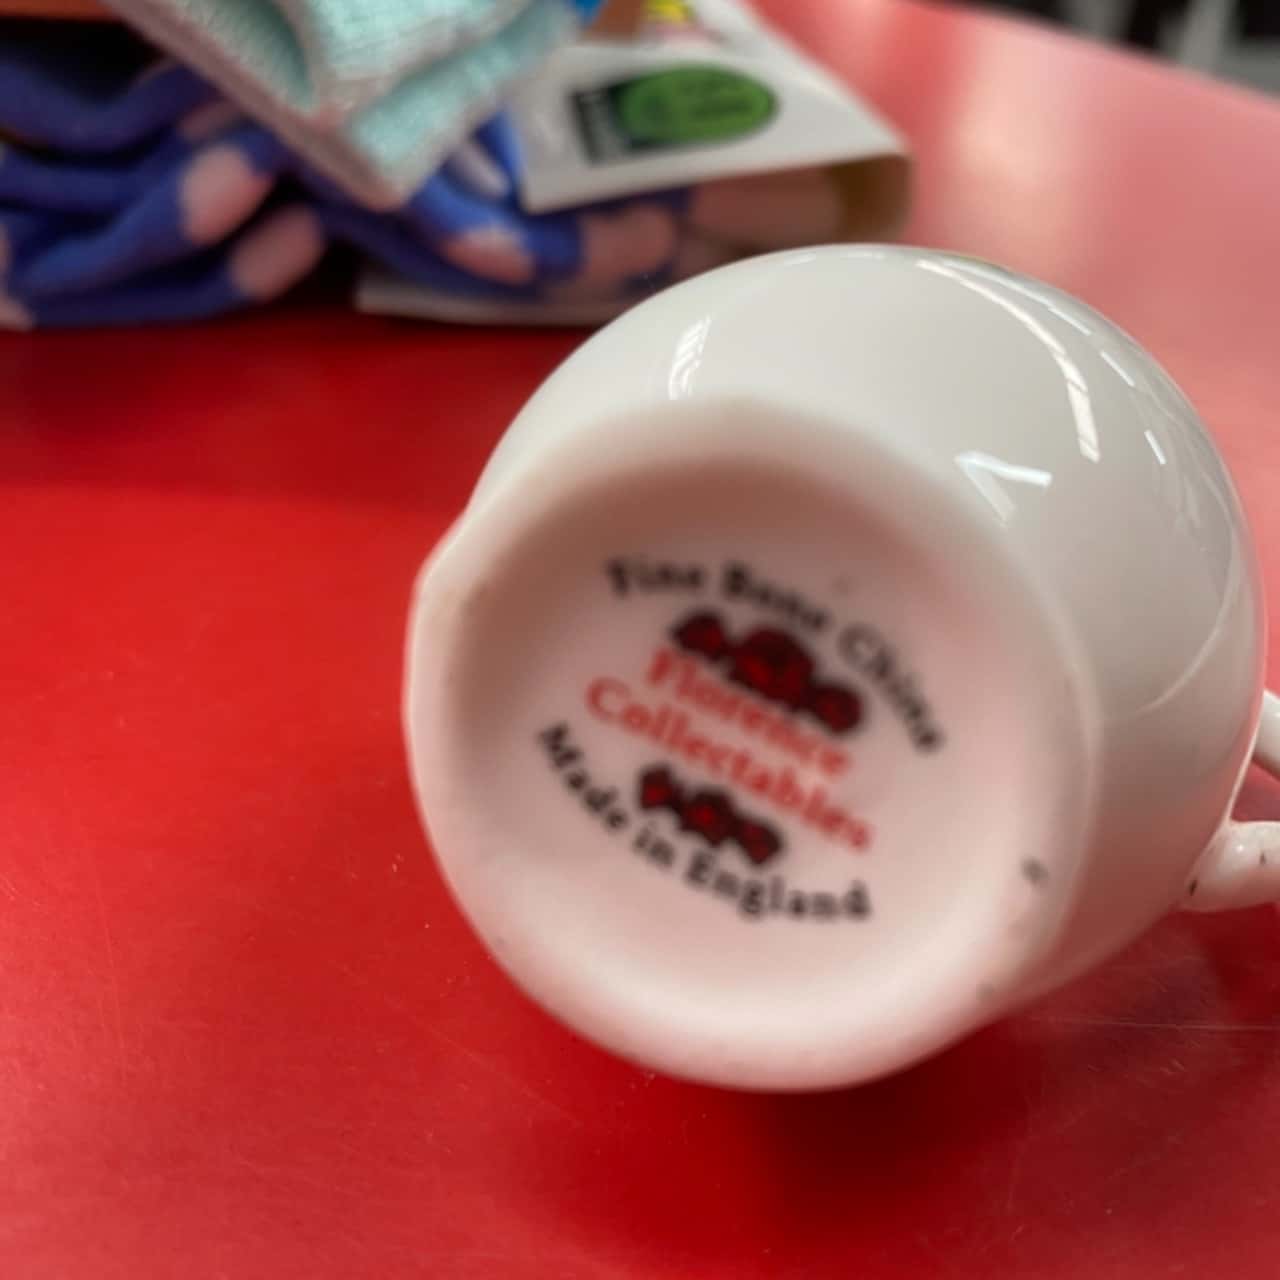 Fine Bone China
Florence
Collectables
Made in England